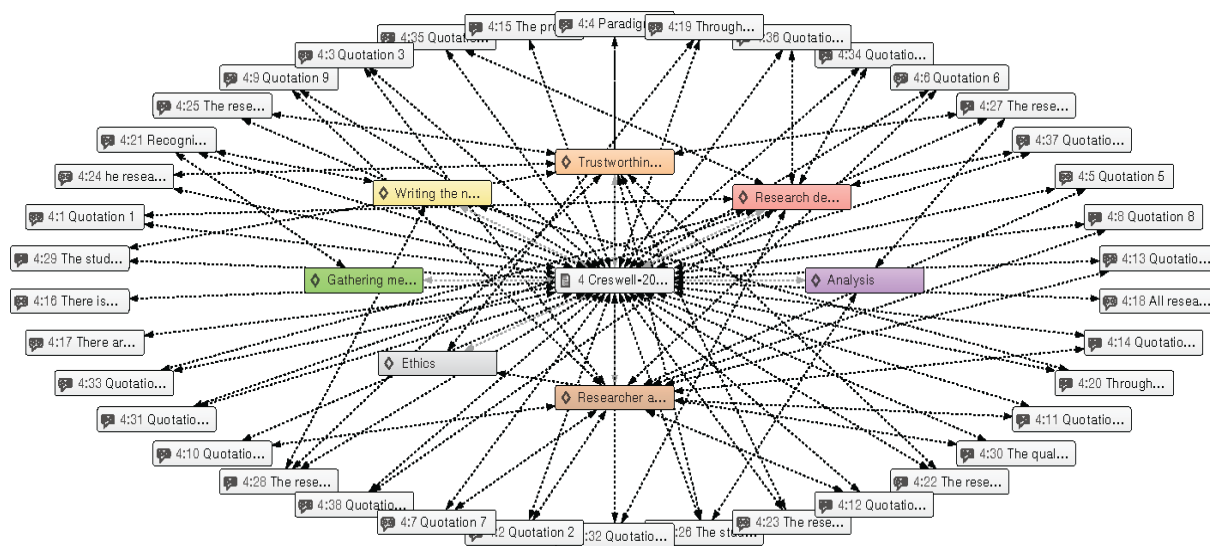 4:15 The pro...
4:4 Paradig...
4:19 Through...
4:35 Quotatio...
4:36 Quotatio...
4:3 Quotation 3
4:34 Quotatio...
4:9 Quotation 9
4:6 Quotation 6
4:25 The rese...
4:27 The rese...
4:21 Recogni...
4:37 Quotatio...
Trustworthin...
4:24 he resea...
4:5 Quotation 5
Writing the n...
Research de...
4:1 Quotation 1
4:8 Quotation 8
4:29 The stud...
4:13 Quotatio...
Gathering me...
4 Creswell-20...
Analysis
4:16 There is...
4:18 All resea...
4:17 There ar...
4:14 Quotatio...
Ethics
4:33 Quotatio...
4:20 Through...
Researcher a...
4:31 Quotatio...
4:11 Quotatio...
4:10 Quotatio...
4:30 The qual...
4:28 The rese...
4:22 The rese...
4:38 Quotatio...
4:12 Quotatio...
4:7 Quotation 7
4:23 The rese...
:2 Quotation 2
:32 Quotatio...
:26 The stud...